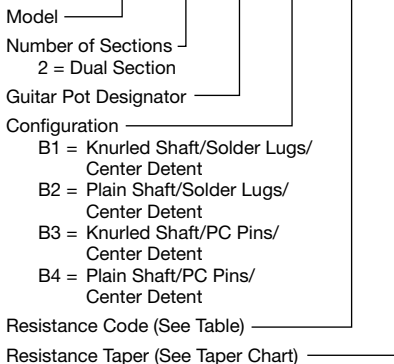 Model
Number of Sections
2 = Dual Section
Guitar Pot Designator
Configuration
B1 = Knurled Shaft/Solder Lugs/
Center Detent
B2 = Plain Shaft/Solder Lugs/
Center Detent
B3 = Knurled Shaft/PC Pins/
Center Detent
B4 = Plain Shaft/PC Pins/
Center Detent
Resistance Code (See Table)
Resistance Taper (See Taper Chart)